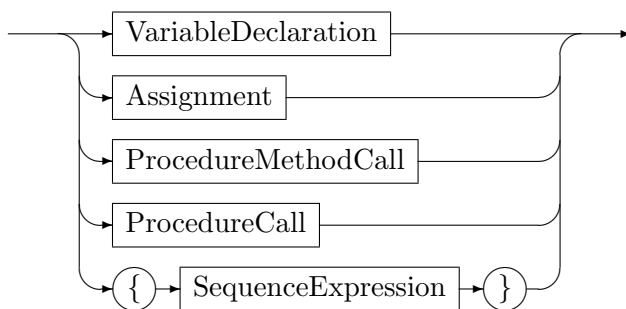 VariableDeclaration
Assignment
ProcedureMethodCall
ProcedureCall
{ SequenceExpression }